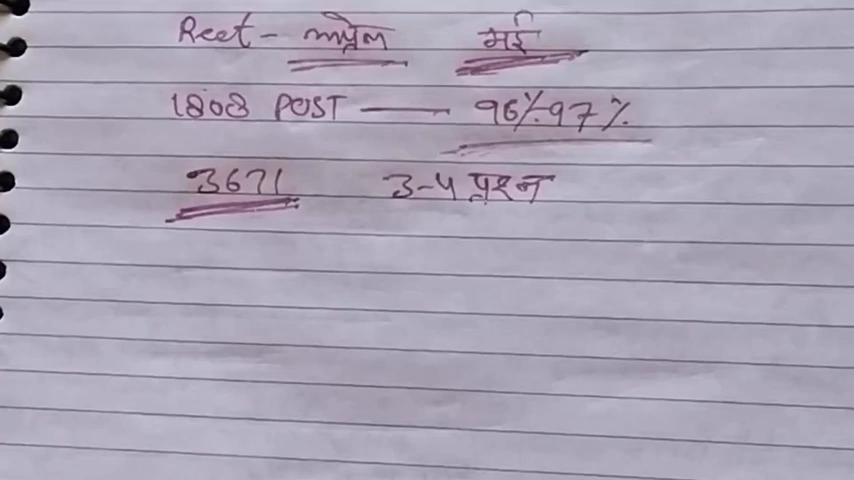 Reet - अप्रैल मई
1808 POST — 96%97%
3671 3-4 प्रश्न